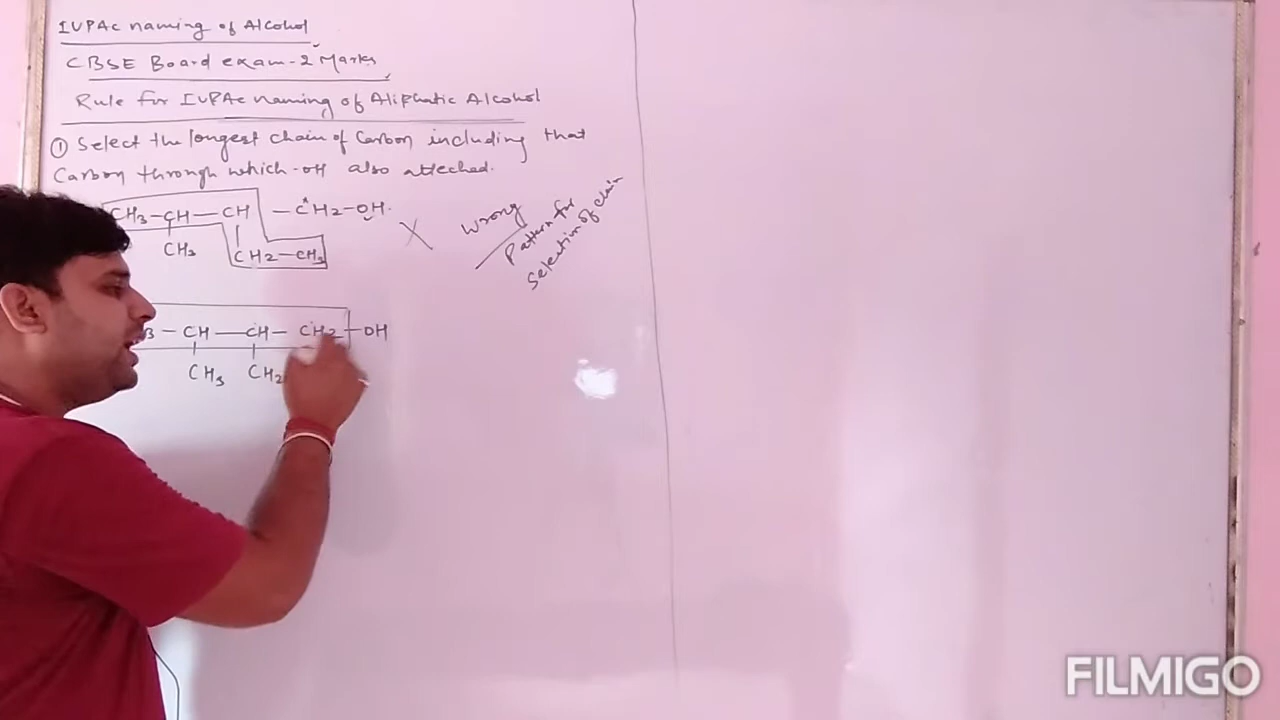 IUPAC naming of Alcohol
CBSE Board exam-2 Marks
Rule for IUPAC naming of Aliphatic Alcohol
① Select the longest chain of Carbon including that
Carbon through which -OH also atteched.
CH3-CH-CH-CH2-OH
CH3
CH2-CH3
X
Wrong
Pattern for
Selection of chain
3-CH-CH-CH2-OH
CH3
CH2
FILMIGO